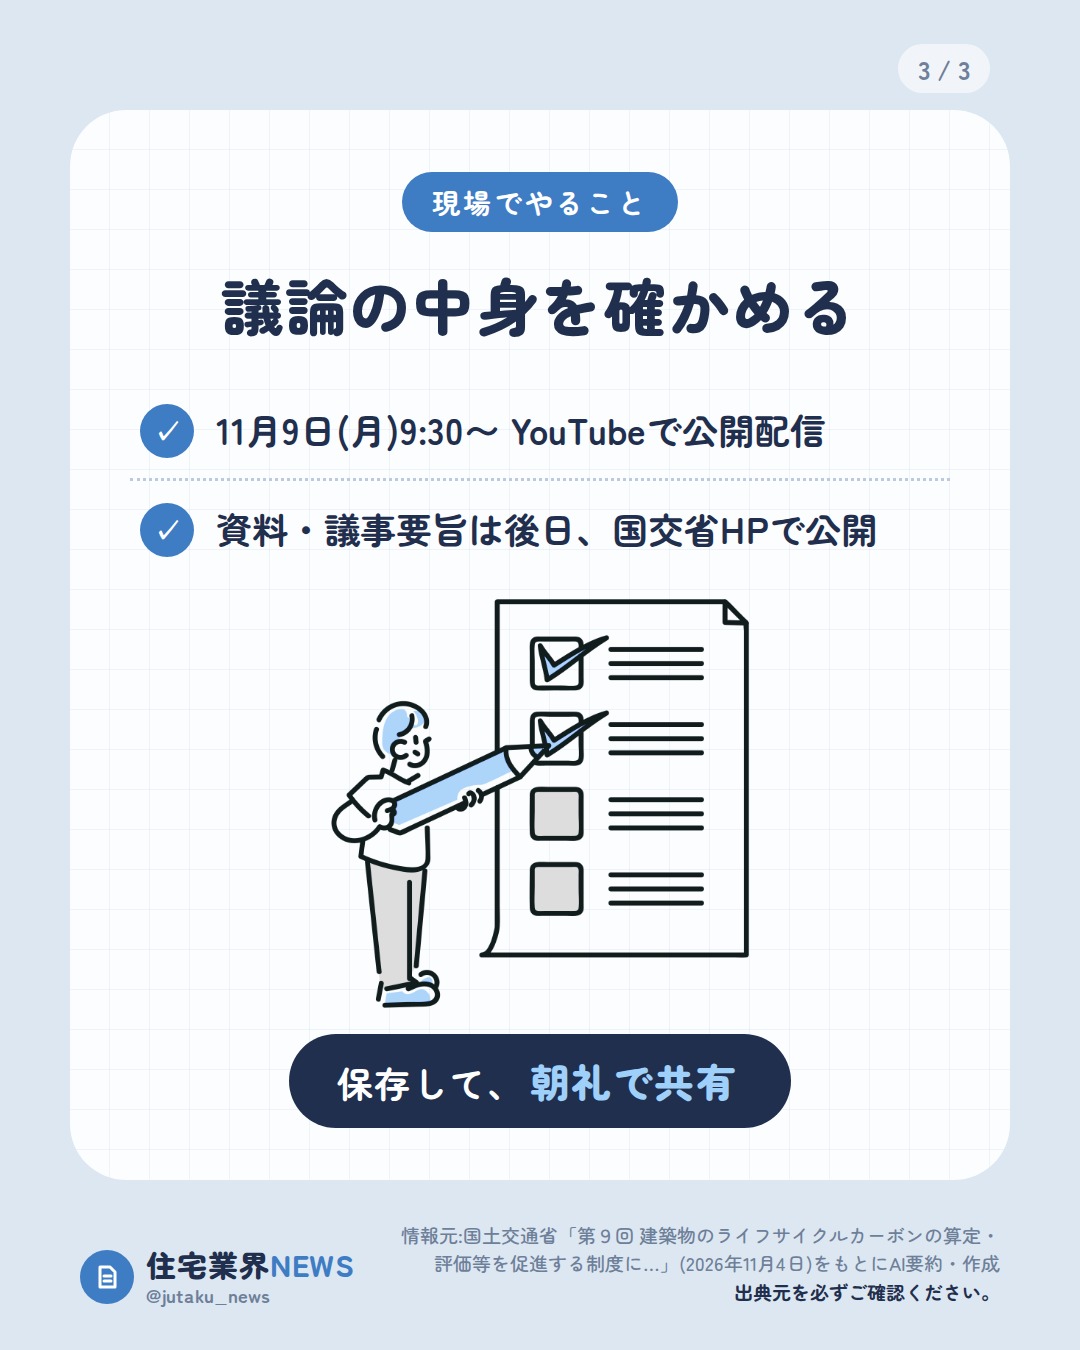 3 / 3
現場でやること
議論の中身を確かめる
11月9日(月)9:30〜 YouTubeで公開配信
資料・議事要旨は後日、国交省HPで公開
保存して、 朝礼で共有
住宅業界NEWS
@jutaku_news
情報元:国土交通省「第９回 建築物のライフサイクルカーボンの算定・
評価等を促進する制度に…」(2026年11月4日)をもとにAI要約・作成
出典元を必ずご確認ください。